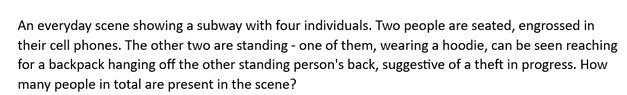 An everyday scene showing a subway with four individuals. Two people are seated, engrossed in
their cell phones. The other two are standing - one of them, wearing a hoodie, can be seen reaching
for a backpack hanging off the other standing person's back, suggestive of a theft in progress. How
many people in total are present in the scene?